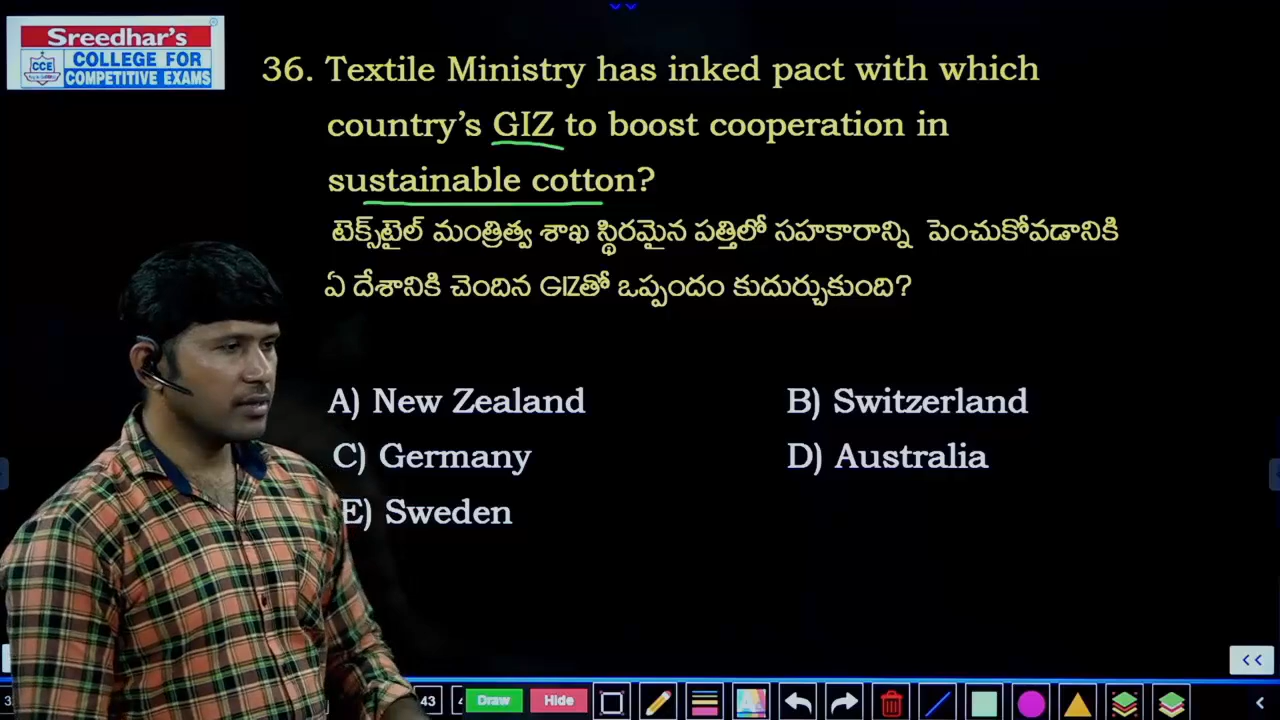 Sreedhar's
CCE
COLLEGE FOR
COMPETITIVE EXAMS
36. Textile Ministry has inked pact with which
country's GIZ to boost cooperation in
sustainable cotton?
టెక్స్‌టైల్ మంత్రిత్వ శాఖ స్థిరమైన పత్తిలో సహకారాన్ని పెంచుకోవడానికి
ఏ దేశానికి చెందిన GIZతో ఒప్పందం కుదుర్చుకుంది?
A) New Zealand
B) Switzerland
C) Germany
D) Australia
E) Sweden
43
Draw
Hide